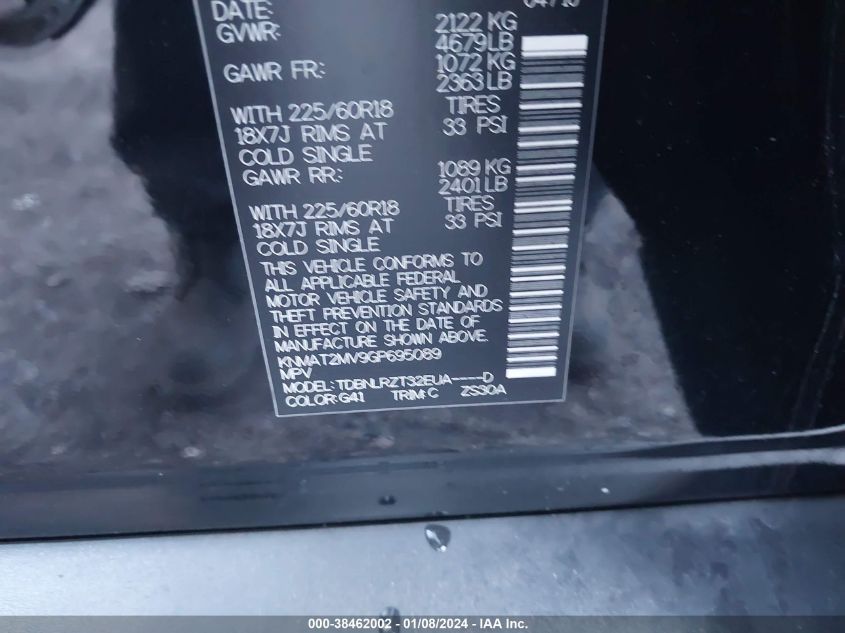 DATE:
GVWR: 2122 KG
4679 LB
GAWR FR: 1072 KG
2363 LB
WITH 225/60R18 TIRES
18X7J RIMS AT 33 PSI
COLD SINGLE
GAWR RR: 1089 KG
2401 LB
WITH 225/60R18 TIRES
18X7J RIMS AT 33 PSI
COLD SINGLE
THIS VEHICLE CONFORMS TO
ALL APPLICABLE FEDERAL
MOTOR VEHICLE SAFETY AND
THEFT PREVENTION STANDARDS
IN EFFECT ON THE DATE OF
MANUFACTURE SHOWN ABOVE.
KNMAT2MV9GP695089
MPV
MODEL: TDBNLRZT32EUA-----D
COLOR:G41 TRIM:C ZS30A
000-38462002 - 01/08/2024 - IAA Inc.